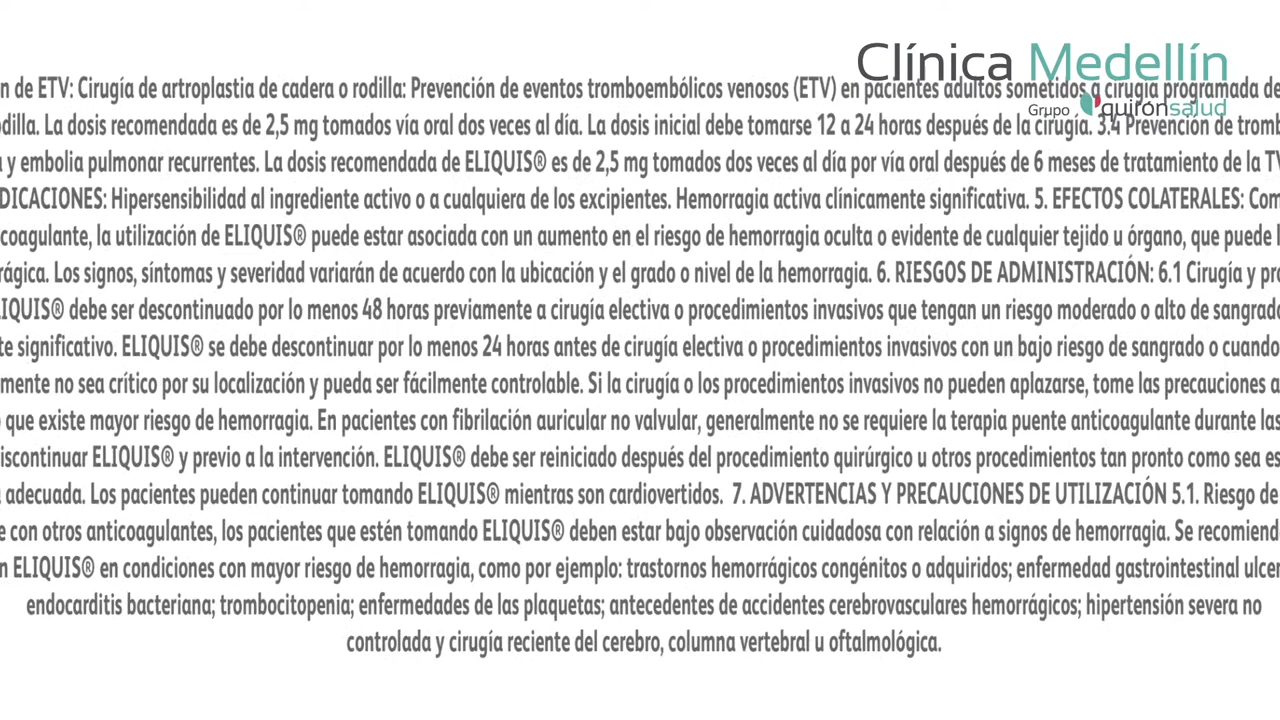 Clínica Medellín
Grupo quirónsalud
n de ETV: Cirugía de artroplastia de cadera o rodilla: Prevención de eventos tromboembólicos venosos (ETV) en pacientes adultos sometidos a cirugía programada de
odilla. La dosis recomendada es de 2,5 mg tomados vía oral dos veces al día. La dosis inicial debe tomarse 12 a 24 horas después de la cirugía. 3.4 Prevención de tromb
a y embolia pulmonar recurrentes. La dosis recomendada de ELIQUIS® es de 2,5 mg tomados dos veces al día por vía oral después de 6 meses de tratamiento de la TV
DICACIONES: Hipersensibilidad al ingrediente activo o a cualquiera de los excipientes. Hemorragia activa clínicamente significativa. 5. EFECTOS COLATERALES: Com
coagulante, la utilización de ELIQUIS® puede estar asociada con un aumento en el riesgo de hemorragia oculta o evidente de cualquier tejido u órgano, que puede l
rágica. Los signos, síntomas y severidad variarán de acuerdo con la ubicación y el grado o nivel de la hemorragia. 6. RIESGOS DE ADMINISTRACIÓN: 6.1 Cirugía y pro
LIQUIS® debe ser descontinuado por lo menos 48 horas previamente a cirugía electiva o procedimientos invasivos que tengan un riesgo moderado o alto de sangrado
te significativo. ELIQUIS® se debe descontinuar por lo menos 24 horas antes de cirugía electiva o procedimientos invasivos con un bajo riesgo de sangrado o cuando
mente no sea crítico por su localización y pueda ser fácilmente controlable. Si la cirugía o los procedimientos invasivos no pueden aplazarse, tome las precauciones a
o que existe mayor riesgo de hemorragia. En pacientes con fibrilación auricular no valvular, generalmente no se requiere la terapia puente anticoagulante durante las
iscontinuar ELIQUIS® y previo a la intervención. ELIQUIS® debe ser reiniciado después del procedimiento quirúrgico u otros procedimientos tan pronto como sea es
a adecuada. Los pacientes pueden continuar tomando ELIQUIS® mientras son cardiovertidos. 7. ADVERTENCIAS Y PRECAUCIONES DE UTILIZACIÓN 5.1. Riesgo de
e con otros anticoagulantes, los pacientes que estén tomando ELIQUIS® deben estar bajo observación cuidadosa con relación a signos de hemorragia. Se recomiend
n ELIQUIS® en condiciones con mayor riesgo de hemorragia, como por ejemplo: trastornos hemorrágicos congénitos o adquiridos; enfermedad gastrointestinal ulcer
endocarditis bacteriana; trombocitopenia; enfermedades de las plaquetas; antecedentes de accidentes cerebrovasculares hemorrágicos; hipertensión severa no
controlada y cirugía reciente del cerebro, columna vertebral u oftalmológica.